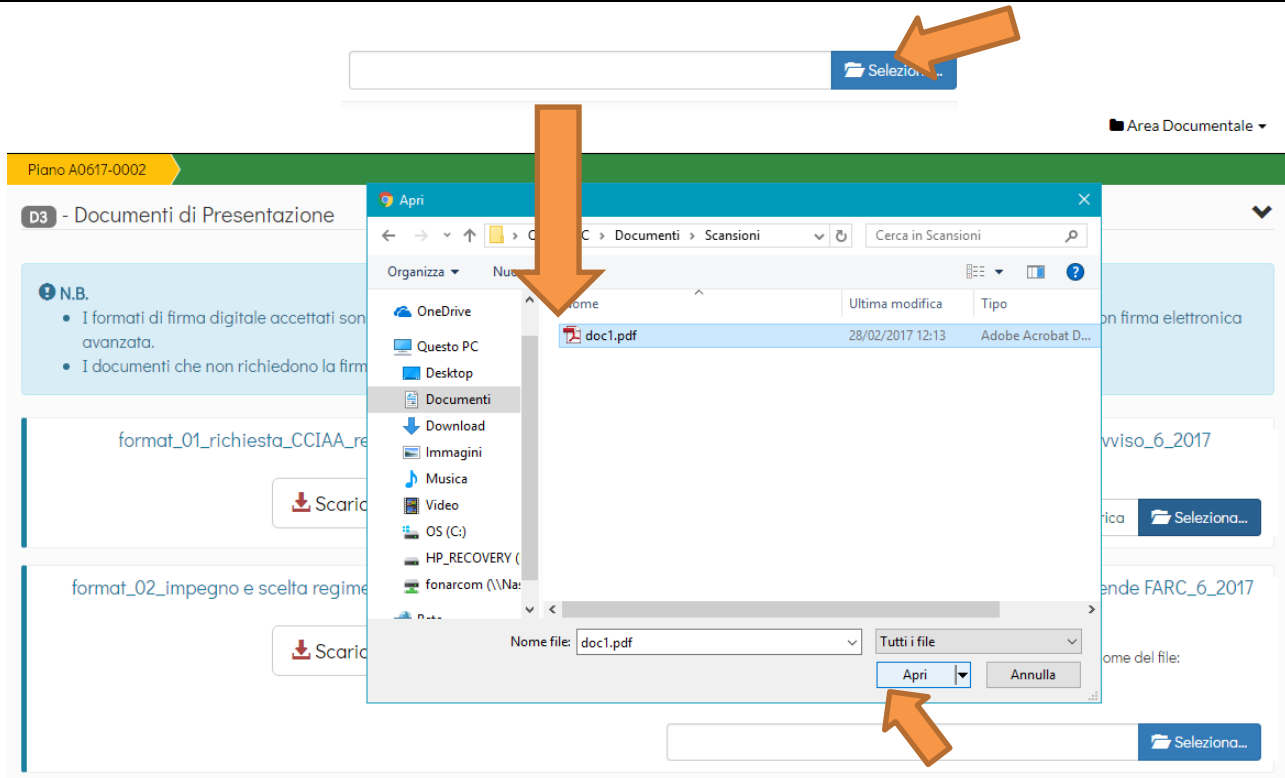 Area Documentale
Piano A0617-0002
D3 - Documenti di Presentazione
N.B.
I formati di firma digitale accettati son
on firma elettronica
avanzata.
I documenti che non richiedono la firm
format_01_richiesta_CCIAA_re
vviso_6_2017
Scaric
rica
Seleziona...
format_02_impegno e scelta regime
ende FARC_6_2017
Scaric
ome del file:
Seleziona...
Apri
Documenti > Scansioni
Cerca in Scansioni
Organizza
OneDrive
Questo PC
Desktop
Documenti
Download
Immagini
Musica
Video
OS (C:)
HP_RECOVERY (
fonarcom (\\Nas
Ultima modifica
Tipo
doc1.pdf
28/02/2017 12:13
Adobe Acrobat D...
Nome file:
doc1.pdf
Tutti i file
Apri
Annulla